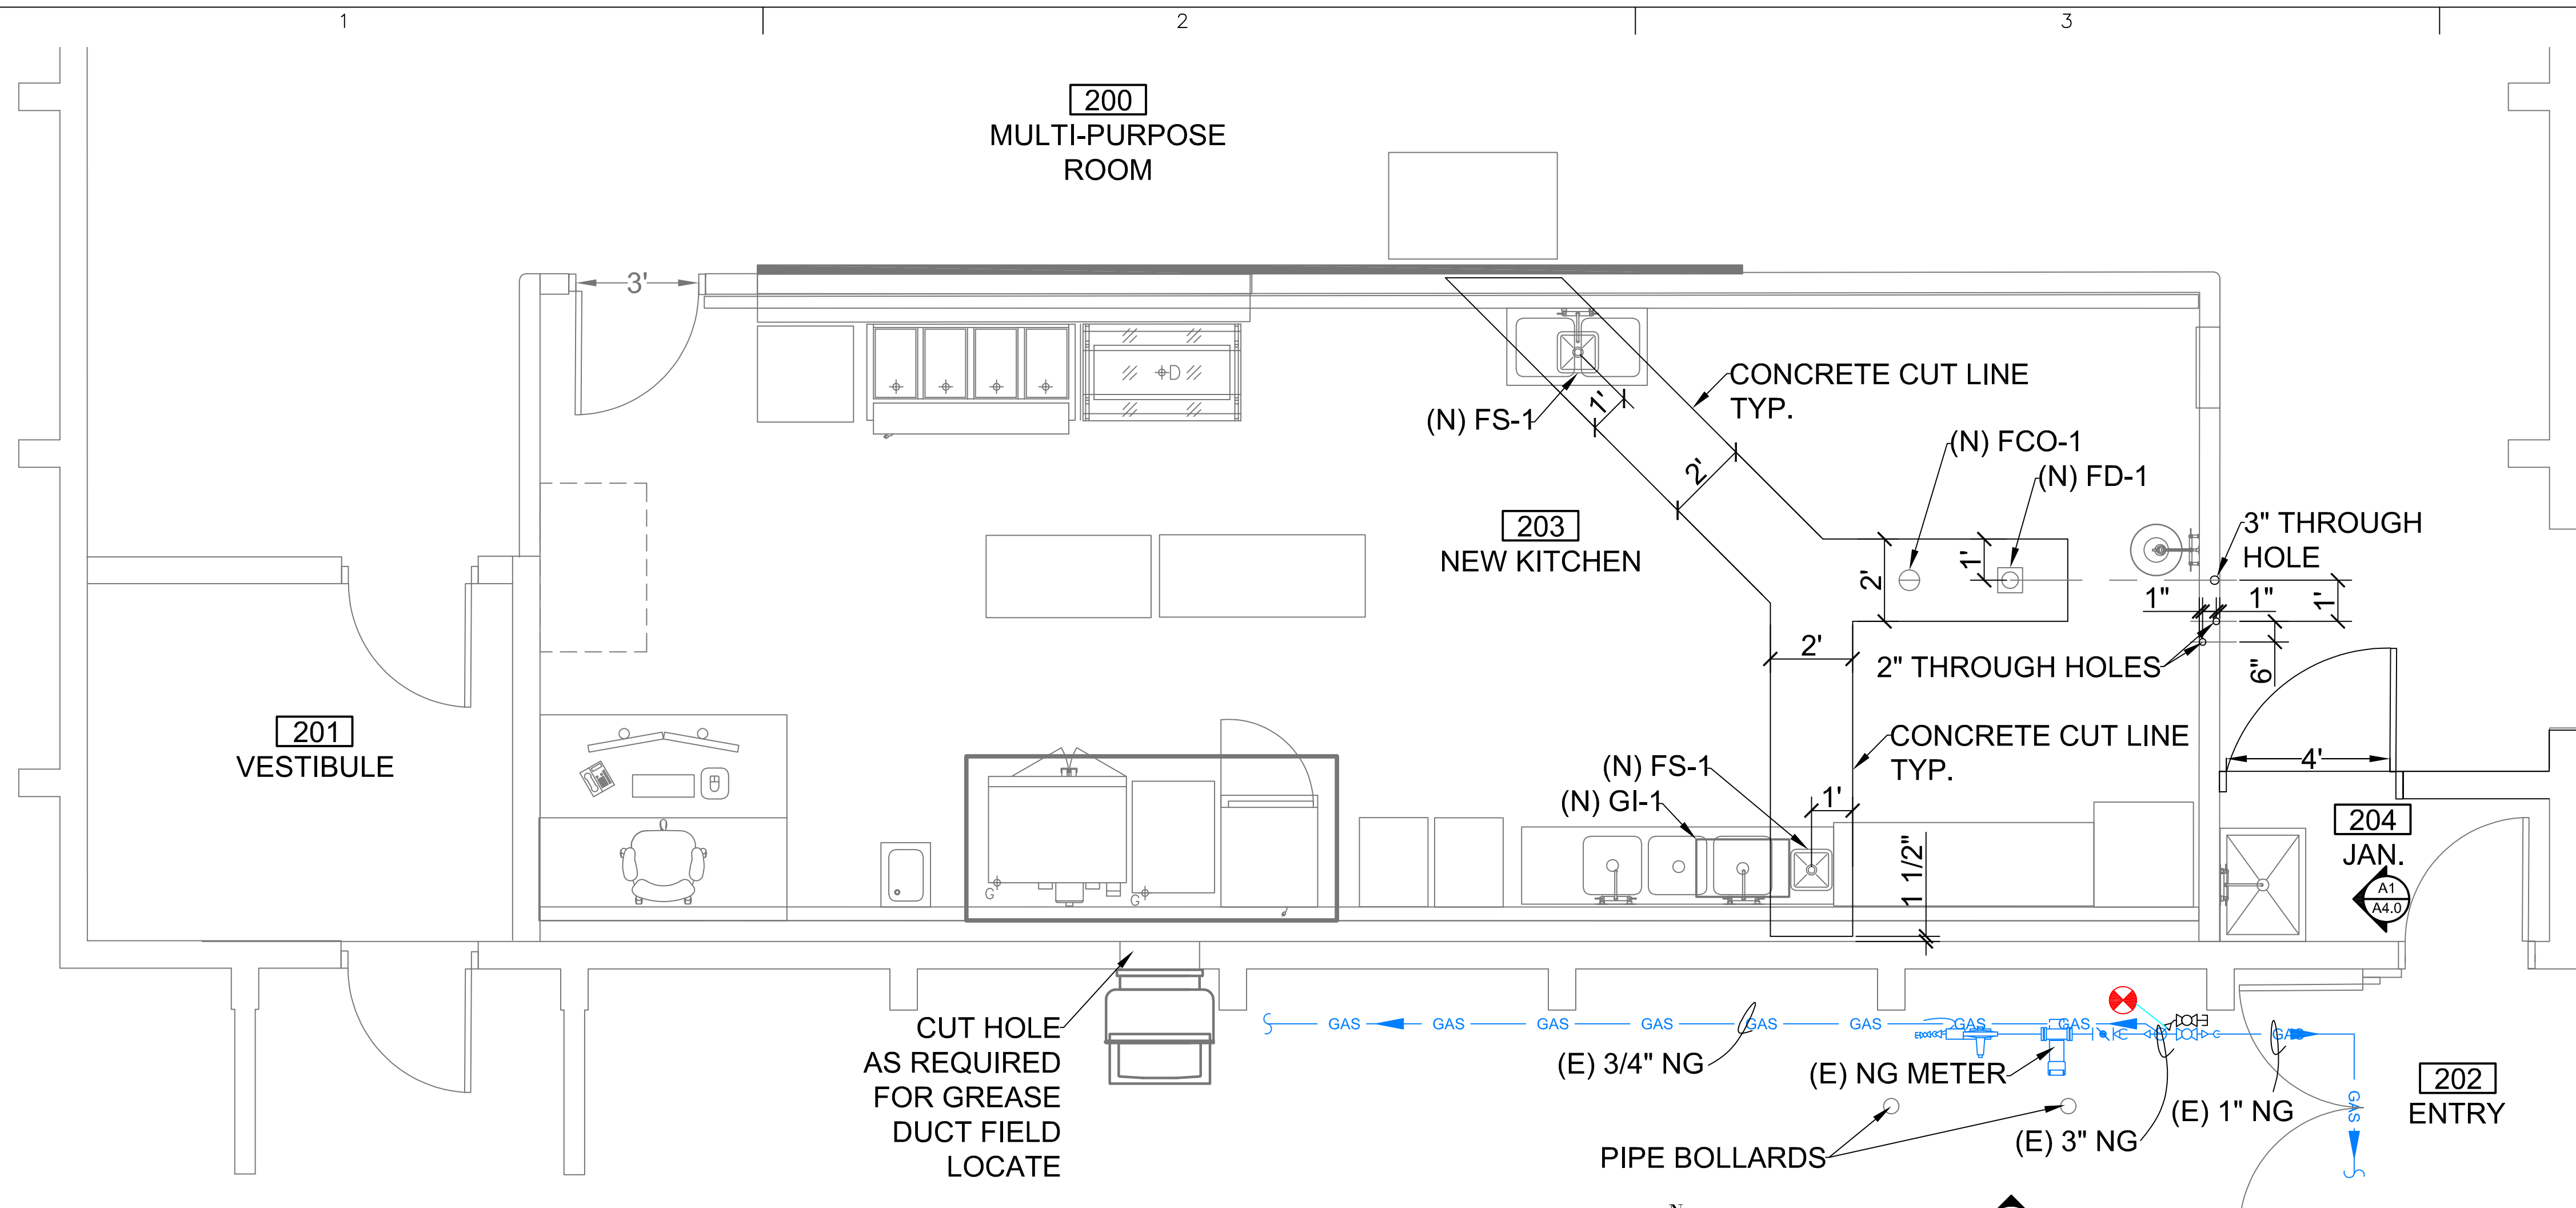 1
2
3
200
MULTI-PURPOSE
ROOM
3'
D
CONCRETE CUT LINE
TYP.
(N) FS-1
1'
2'
(N) FCO-1
(N) FD-1
203
NEW KITCHEN
3" THROUGH
HOLE
2'
1'
1"
1"
1'
2'
2" THROUGH HOLES
6"
201
VESTIBULE
CONCRETE CUT LINE
TYP.
4'
(N) FS-1
(N) GI-1
1'
1 1/2"
204
JAN.
A1
A4.0
G
G
CUT HOLE
AS REQUIRED
FOR GREASE
DUCT FIELD
LOCATE
GAS
GAS
GAS
GAS
GAS
GAS
GAS
GAS
GAS
GAS
(E) 3/4" NG
(E) NG METER
(E) 1" NG
(E) 3" NG
PIPE BOLLARDS
202
ENTRY
N